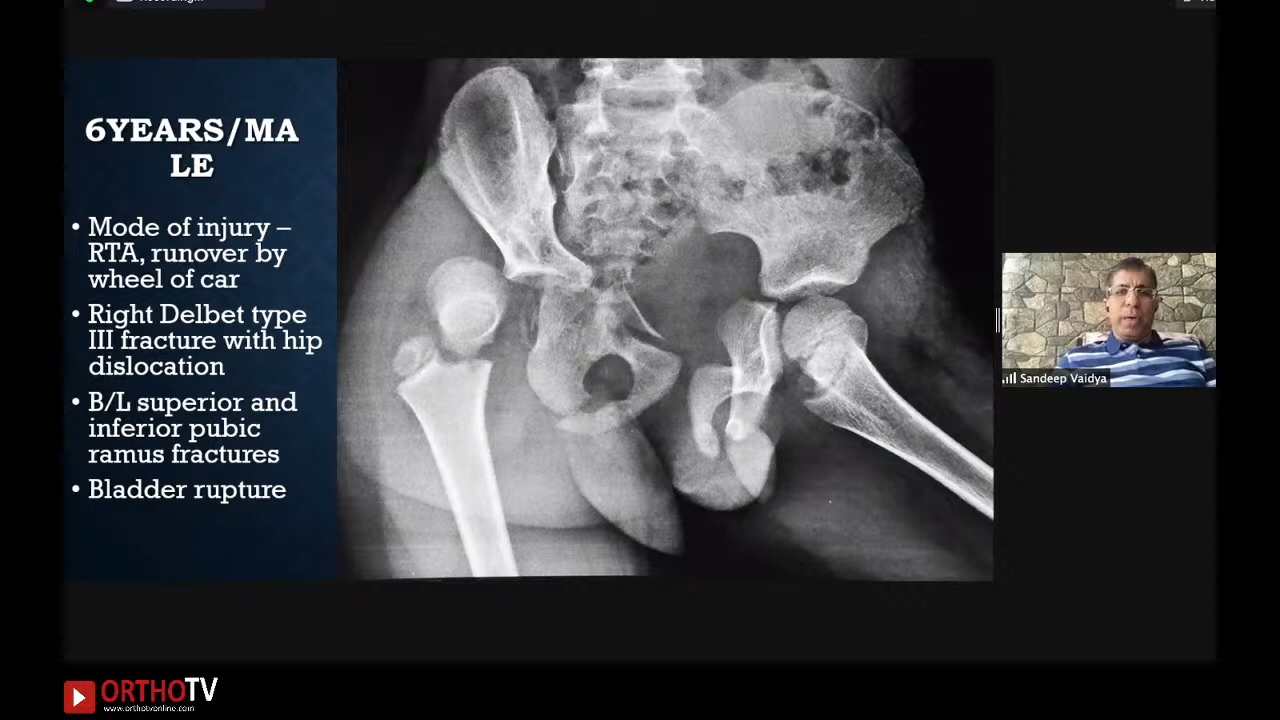 6YEARS/MA
LE
• Mode of injury –
RTA, runover by
wheel of car
• Right Delbet type
III fracture with hip
dislocation
• B/L superior and
inferior pubic
ramus fractures
• Bladder rupture
Sandeep Vaidya
ORTHOTV
www.orthotvonline.com